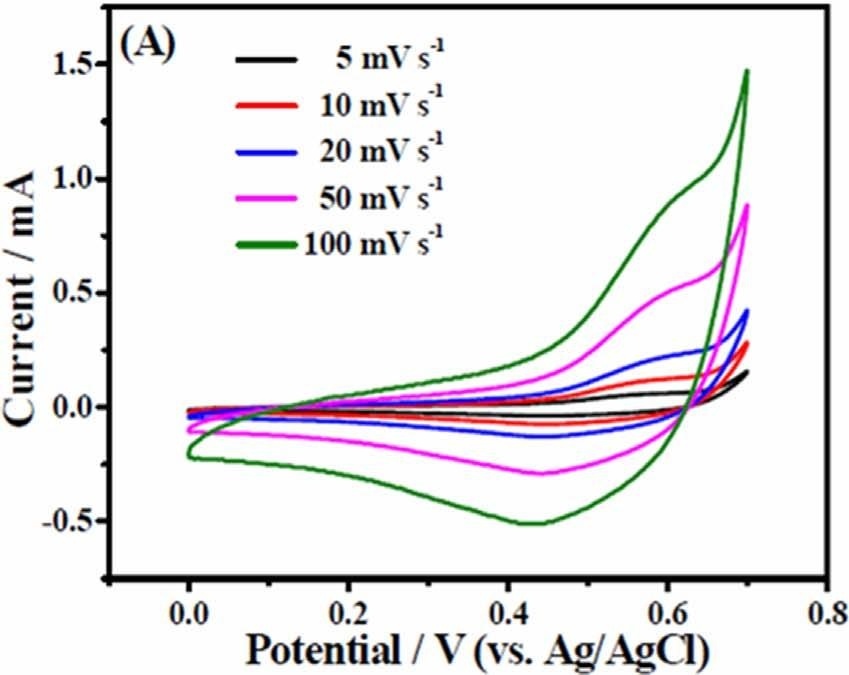 (A)
5 mV s⁻¹
10 mV s⁻¹
20 mV s⁻¹
50 mV s⁻¹
100 mV s⁻¹
Current / mA
1.5
1.0
0.5
0.0
-0.5
0.0 0.2 0.4 0.6 0.8
Potential / V (vs. Ag/AgCl)